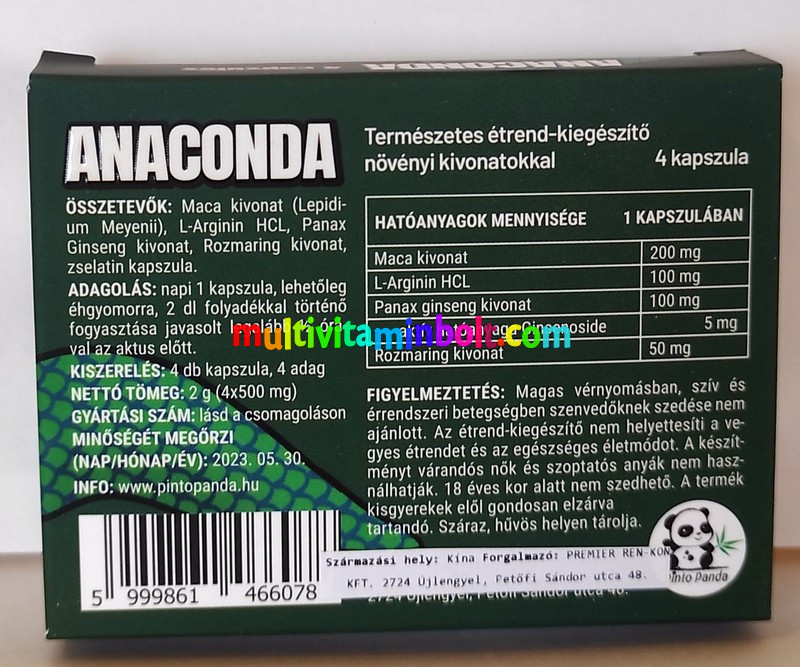 ANACONDA
4 capsules
ANACONDA
Természetes étrend-kiegészítő
növényi kivonatokkal 4 kapszula
ÖSSZETEVŐK: Maca kivonat (Lepidi-
um Meyenii), L-Arginin HCL, Panax
Ginseng kivonat, Rozmaring kivonat,
zselatin kapszula.
ADAGOLÁS: napi 1 kapszula, lehetőleg
éhgyomorra, 2 dl folyadékkal történő
fogyasztása javasolt
val az aktus előtt.
KISZERELÉS: 4 db kapszula, 4 adag
NETTÓ TÖMEG: 2 g (4x500 mg)
GYÁRTÁSI SZÁM: lásd a csomagoláson
MINŐSÉGÉT MEGŐRZI
(NAP/HÓNAP/ÉV): 2023. 05. 30.
INFO: www.pintopanda.hu
HATÓANYAGOK MENNYISÉGE 1 KAPSZULÁBAN
Maca kivonat 200 mg
L-Arginin HCL 100 mg
Panax ginseng kivonat 100 mg
Ginsenoside 5 mg
Rozmaring kivonat 50 mg
multivitaminbolt.com
FIGYELMEZTETÉS: Magas vérnyomásban, szív és
érrendszeri betegségben szenvedőknek szedése nem
ajánlott. Az étrend-kiegészítő nem helyettesíti a ve-
gyes étrendet és az egészséges életmódot. A készít-
ményt várandós nők és szoptatós anyák nem hasz-
nálhatják. 18 éves kor alatt nem szedhető. A termék
kisgyerekek elől gondosan elzárva
tartandó. Száraz, hűvös helyen tárolja.
Származási hely: Kína Forgalmazó: PREMIER REN-KON
KFT. 2724 Újlengyel, Petőfi Sándor utca 48.
Pinto Panda
5 999861 466078